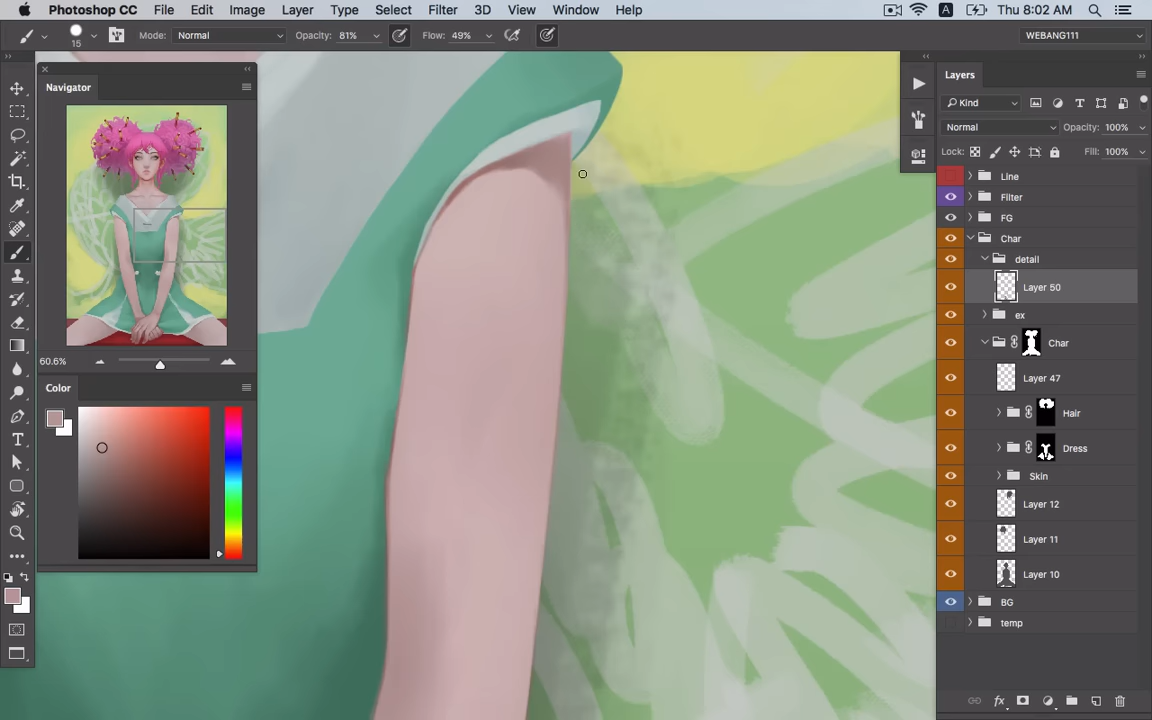 Photoshop CC File Edit Image Layer Type Select Filter 3D View Window Help A Thu 8:02 AM
15 Mode: Normal Opacity: 81% Flow: 49% WEBANG111
Navigator
60.6%
Color
Layers
Kind
Normal Opacity: 100%
Lock: Fill: 100%
Line
Filter
FG
Char
detail
Layer 50
ex
Char
Layer 47
Hair
Dress
Skin
Layer 12
Layer 11
Layer 10
BG
temp